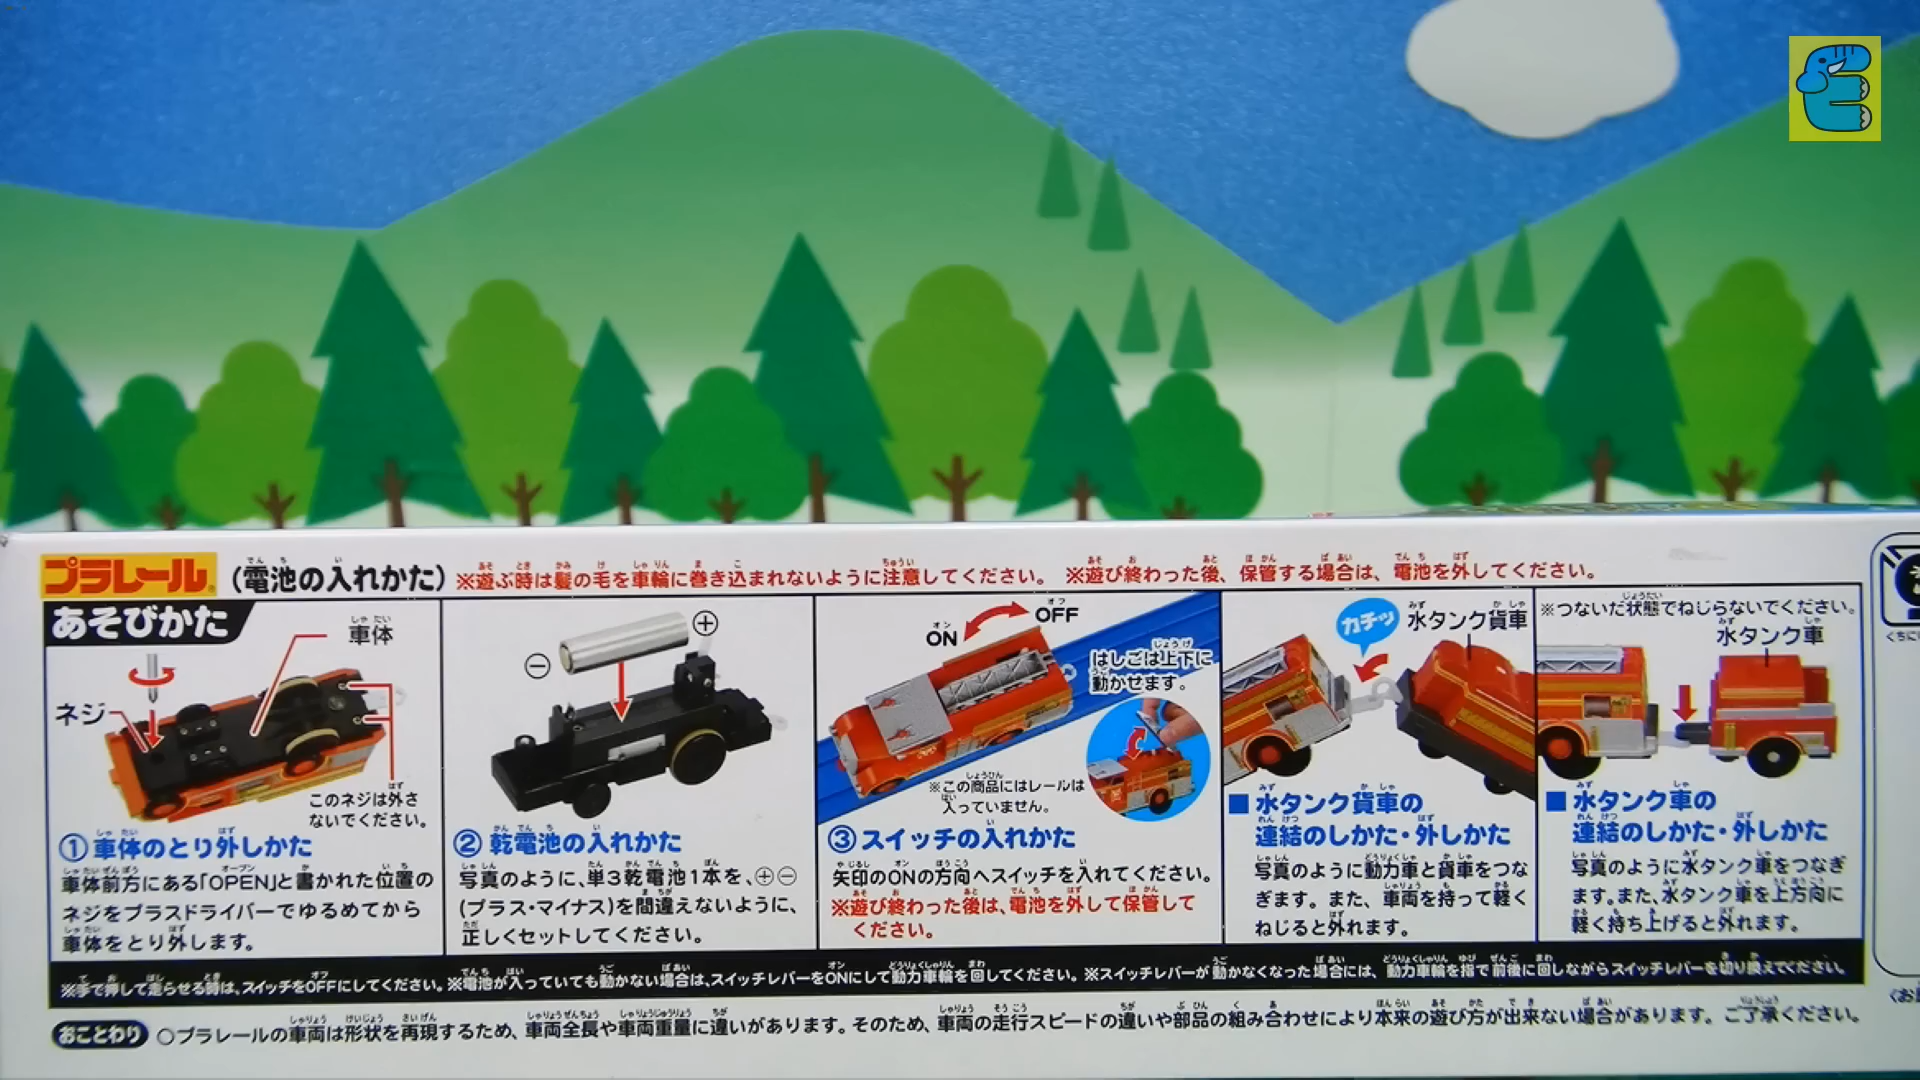 プラレール (電池の入れかた) ※遊ぶ時は髪の毛を車輪に巻き込まれないように注意してください。 ※遊び終わった後、保管する場合は、電池を外してください。
あそびかた
車体
ネジ
このネジは外さ
ないでください。
①車体のとり外しかた
車体前方にある「OPEN」と書かれた位置の
ネジをプラスドライバーでゆるめてから
車体をとり外します。
⊕
⊖
②乾電池の入れかた
写真のように、単3乾電池1本を、⊕⊖
(プラス・マイナス)を間違えないように、
正しくセットしてください。
ON
OFF
はしごは上下に
動かせます。
※この商品にはレールは
入っていません。
③スイッチの入れかた
矢印のONの方向へスイッチを入れてください。
※遊び終わった後は、電池を外して保管して
ください。
カチッ
水タンク貨車
■水タンク貨車の
連結のしかた・外しかた
写真のように動力車と貨車をつな
ぎます。また、車両を持って軽く
ねじると外れます。
※つないだ状態でねじらないでください。
水タンク車
■水タンク車の
連結のしかた・外しかた
写真のように水タンク車をつなぎ
ます。また、水タンク車を上方向に
軽く持ち上げると外れます。
※手で押して走らせる時は、スイッチをOFFにしてください。※電池が入っていても動かない場合は、スイッチレバーをONにして動力車輪を回してください。※スイッチレバーが動かなくなった場合には、動力車輪を指で前後に回しながらスイッチレバーを切り換えてください。
おことわり ○プラレールの車両は形状を再現するため、車両全長や車両重量に違いがあります。そのため、車両の走行スピードの違いや部品の組み合わせにより本来の遊び方が出来ない場合があります。ご了承ください。